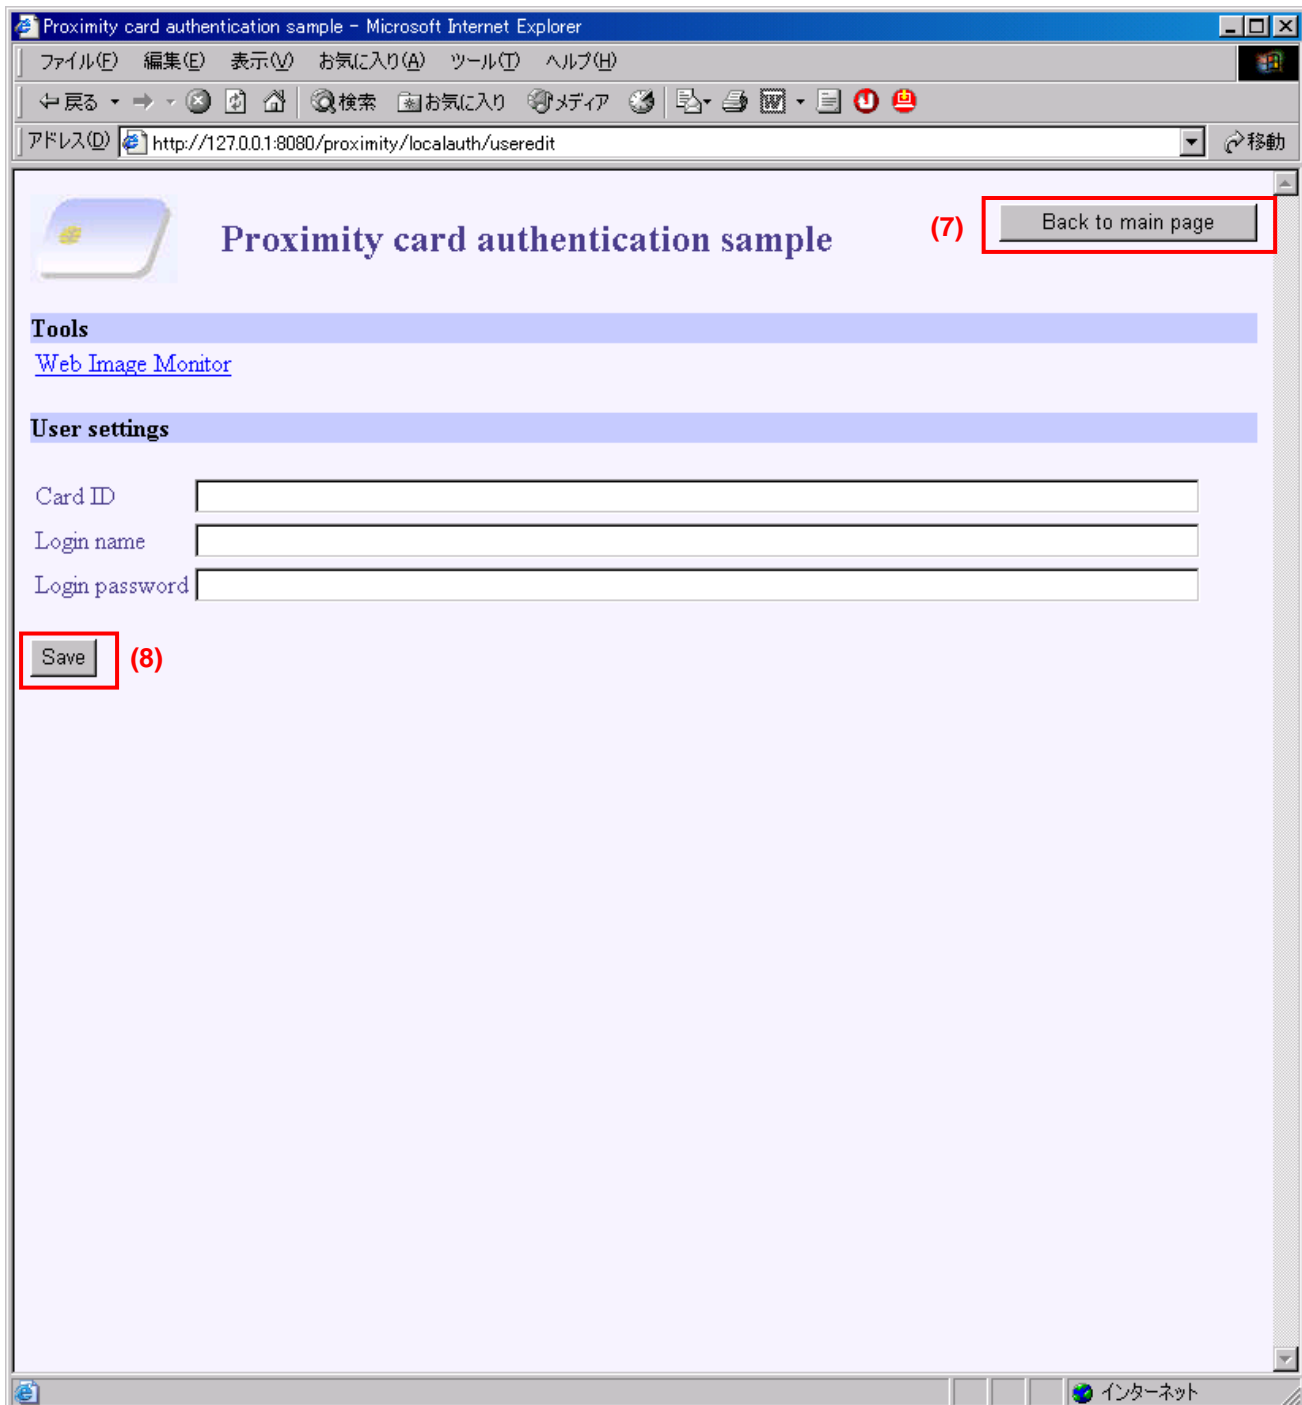 Proximity card authentication sample - Microsoft Internet Explorer
ファイル(F) 編集(E) 表示(V) お気に入り(A) ツール(T) ヘルプ(H)
戻る 検索 お気に入り メディア
アドレス(D) http://127.0.0.1:8080/proximity/localauth/useredit 移動
Proximity card authentication sample
(7) Back to main page
Tools
Web Image Monitor
User settings
Card ID
Login name
Login password
Save (8)
インターネット